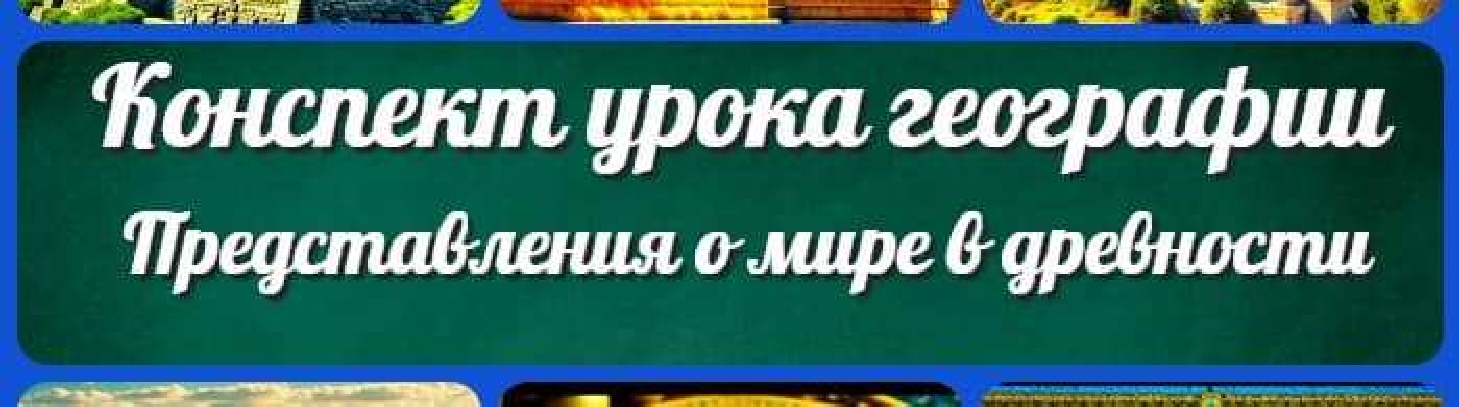 Конспект урока географии
Представления о мире в древности